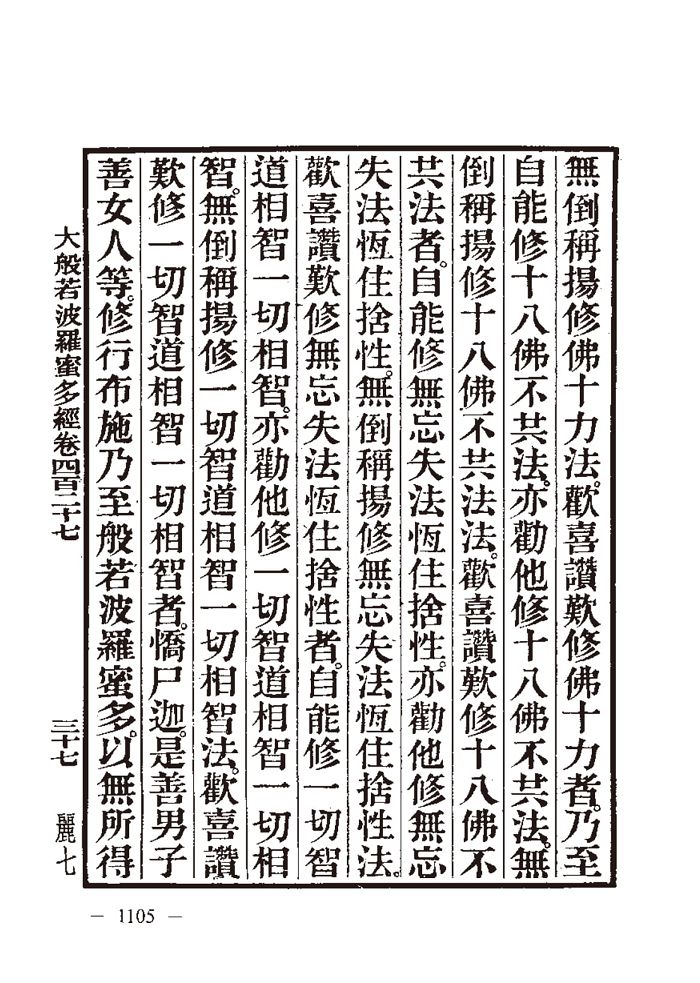 無倒稱揚修佛十力法。歡喜讚歎修佛十力者。乃至
自能修十八佛不共法。亦勸他修十八佛不共法。無
倒稱揚修十八佛不共法法。歡喜讚歎修十八佛不
共法者。自能修無忘失法恆住捨性。亦勸他修無忘
失法恆住捨性。無倒稱揚修無忘失法恆住捨性法。
歡喜讚歎修無忘失法恆住捨性者。自能修一切智
道相智一切相智。亦勸他修一切智道相智一切相
智。無倒稱揚修一切智道相智一切相智法。歡喜讚
歎修一切智道相智一切相智者。憍尸迦。是善男子
善女人等。修行布施乃至般若波羅蜜多。以無所得
大般若波羅蜜多經卷四百二十七 三十七 麗七
— 1105 —